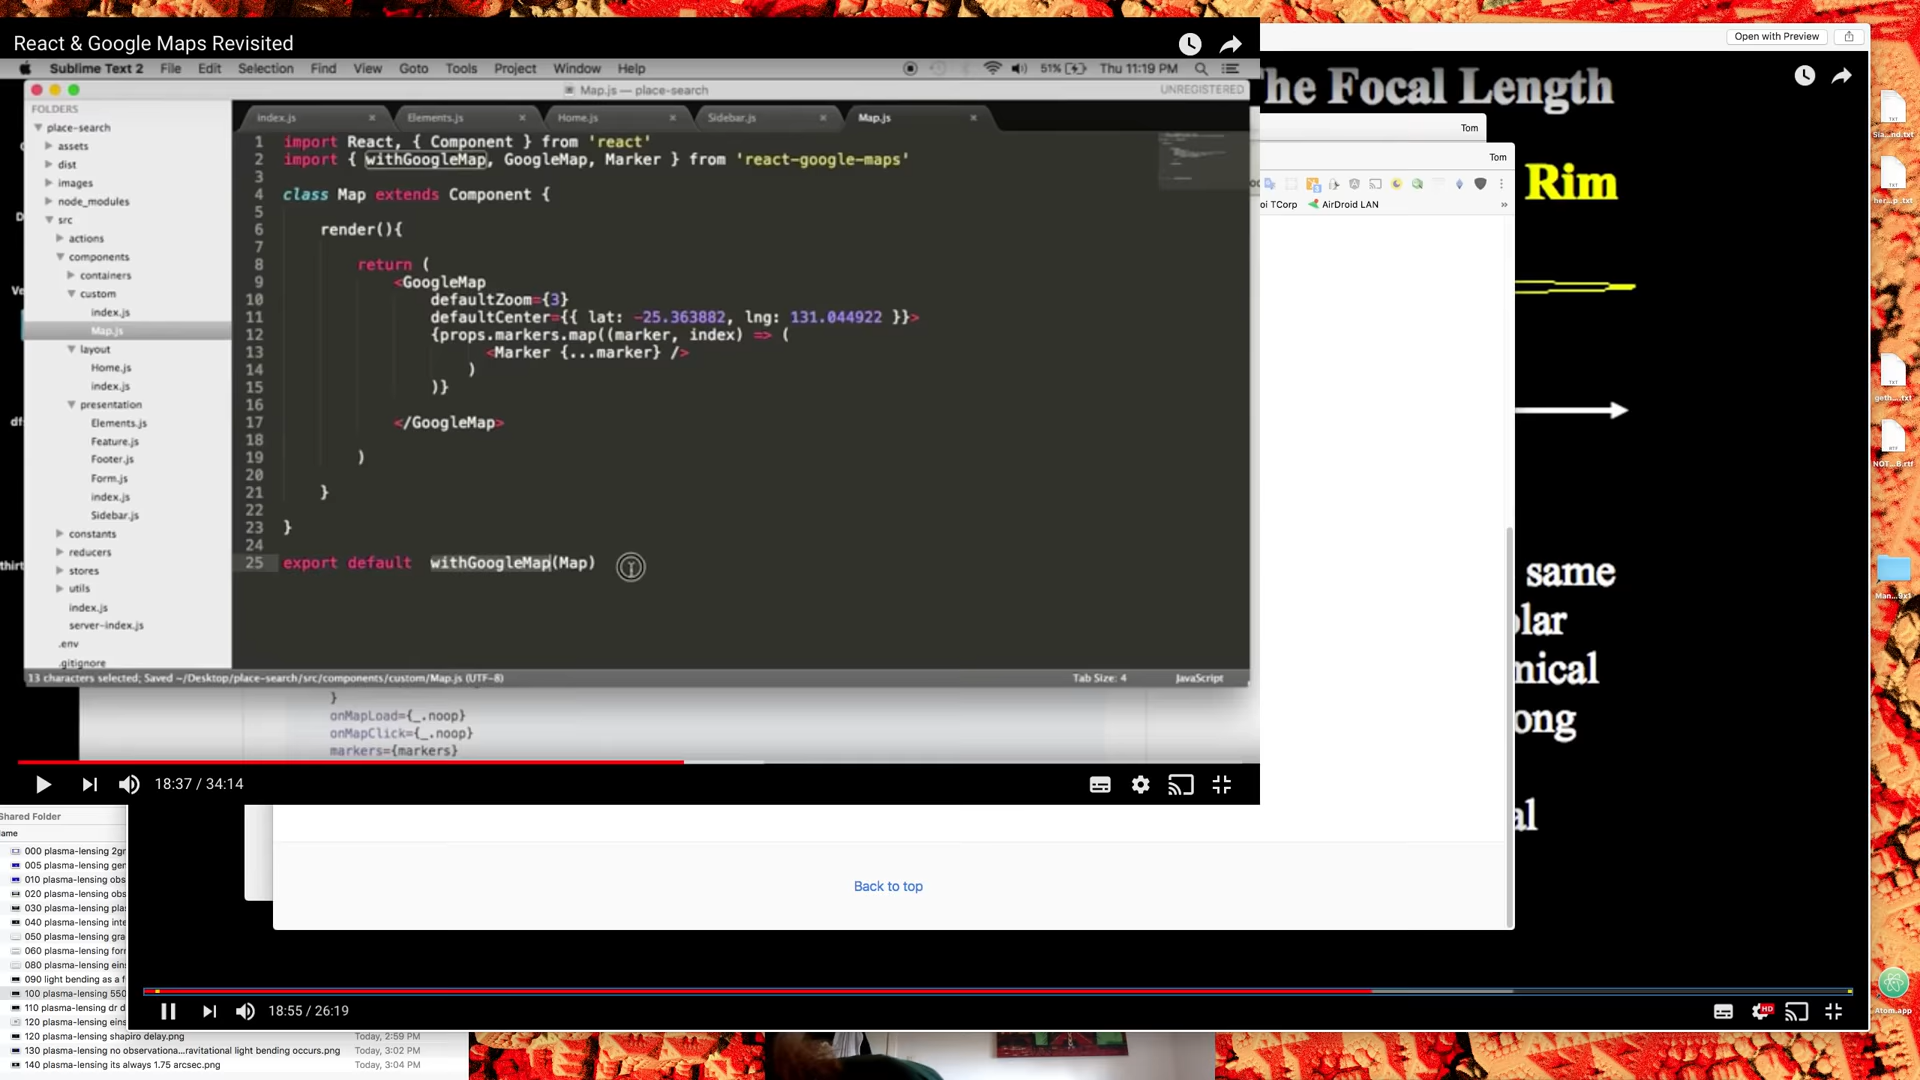 React & Google Maps Revisited
Sublime Text 2 File Edit Selection Find View Goto Tools Project Window Help
51% Thu 11:19 PM
Map.js — place-search
UNREGISTERED
FOLDERS
place-search
assets
dist
images
node_modules
src
actions
components
containers
custom
index.js
Map.js
layout
Home.js
index.js
presentation
Elements.js
Feature.js
Footer.js
Form.js
index.js
Sidebar.js
constants
reducers
stores
utils
index.js
server-index.js
.env
.gitignore
index.js Elements.js Home.js Sidebar.js Map.js
1 import React, { Component } from 'react'
2 import { withGoogleMap, GoogleMap, Marker } from 'react-google-maps'
3
4 class Map extends Component {
5
6 render(){
7
8 return (
9 <GoogleMap
10 defaultZoom={3}
11 defaultCenter={{ lat: -25.363882, lng: 131.044922 }}>
12 {props.markers.map((marker, index) => (
13 <Marker {...marker} />
14 )
15 )}
16
17 </GoogleMap>
18
19 )
20
21 }
22
23 }
24
25 export default withGoogleMap(Map)
13 characters selected; Saved ~/Desktop/place-search/src/components/custom/Map.js (UTF-8)
Tab Size: 4
JavaScript
}
onMapLoad={_.noop}
onMapClick={_.noop}
markers={markers}
18:37 / 34:14
Open with Preview
he Focal Length
Tom
Tom
oi TCorp AirDroid LAN »
Rim
same
olar
mical
ong
al
Back to top
18:55 / 26:19
HD
Shared Folder
ame
000 plasma-lensing 2gr
005 plasma-lensing ger
010 plasma-lensing obs
020 plasma-lensing obs
030 plasma-lensing plas
040 plasma-lensing inte
050 plasma-lensing gra
060 plasma-lensing forr
080 plasma-lensing eins
090 light bending as a f
100 plasma-lensing 550
110 plasma-lensing dr d
120 plasma-lensing eins
120 plasma-lensing shapiro delay.png Today, 2:59 PM
130 plasma-lensing no observationa...ravitational light bending occurs.png Today, 3:02 PM
140 plasma-lensing its always 1.75 arcsec.png Today, 3:04 PM
geth....txt
NOT...B.rtf
Atom.app